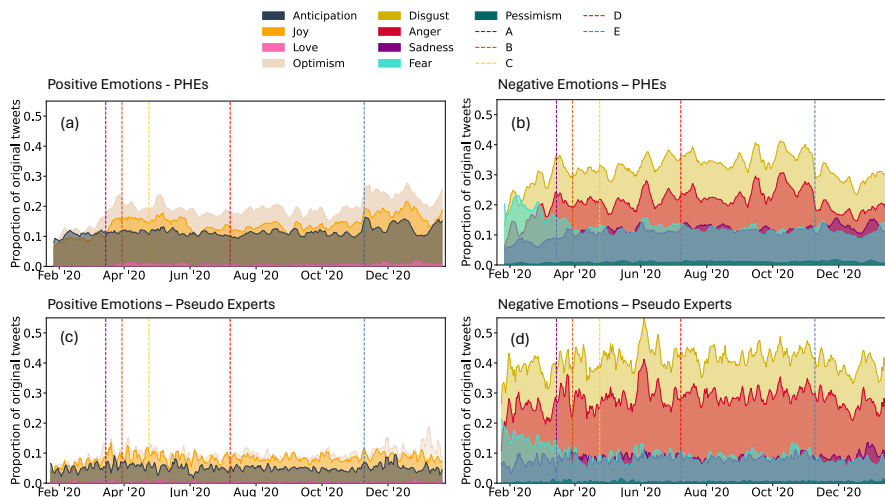 Anticipation Disgust Pessimism D
Joy Anger A E
Love Sadness B
Optimism Fear C
Positive Emotions - PHEs
Negative Emotions – PHEs
Proportion of original tweets
0.5
0.4
0.3
0.2
0.1
0.0
(a)
Feb '20 Apr '20 Jun '20 Aug '20 Oct '20 Dec '20
Proportion of original tweets
0.5
0.4
0.3
0.2
0.1
0.0
(b)
Feb '20 Apr '20 Jun '20 Aug '20 Oct '20 Dec '20
Positive Emotions – Pseudo Experts
Negative Emotions – Pseudo Experts
Proportion of original tweets
0.5
0.4
0.3
0.2
0.1
0.0
(c)
Feb '20 Apr '20 Jun '20 Aug '20 Oct '20 Dec '20
Proportion of original tweets
0.5
0.4
0.3
0.2
0.1
0.0
(d)
Feb '20 Apr '20 Jun '20 Aug '20 Oct '20 Dec '20